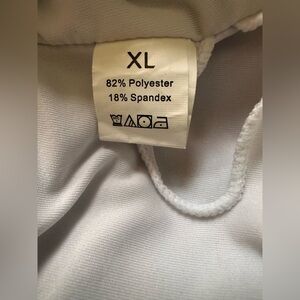 XL
82% Polyester
18% Spandex